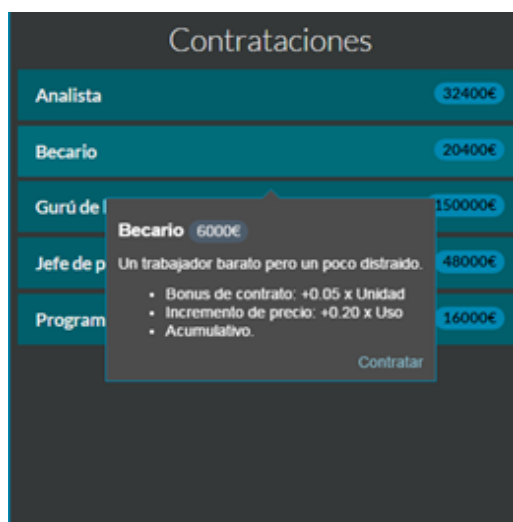 Contrataciones
Analista 32400€
Becario 20400€
Gurú de 150000€
Becario 6000€
Un trabajador barato pero un poco distraido.
Jefe de p 48000€
• Bonus de contrato: +0.05 x Unidad
• Incremento de precio: +0.20 x Uso
• Acumulativo.
Program 16000€
Contratar